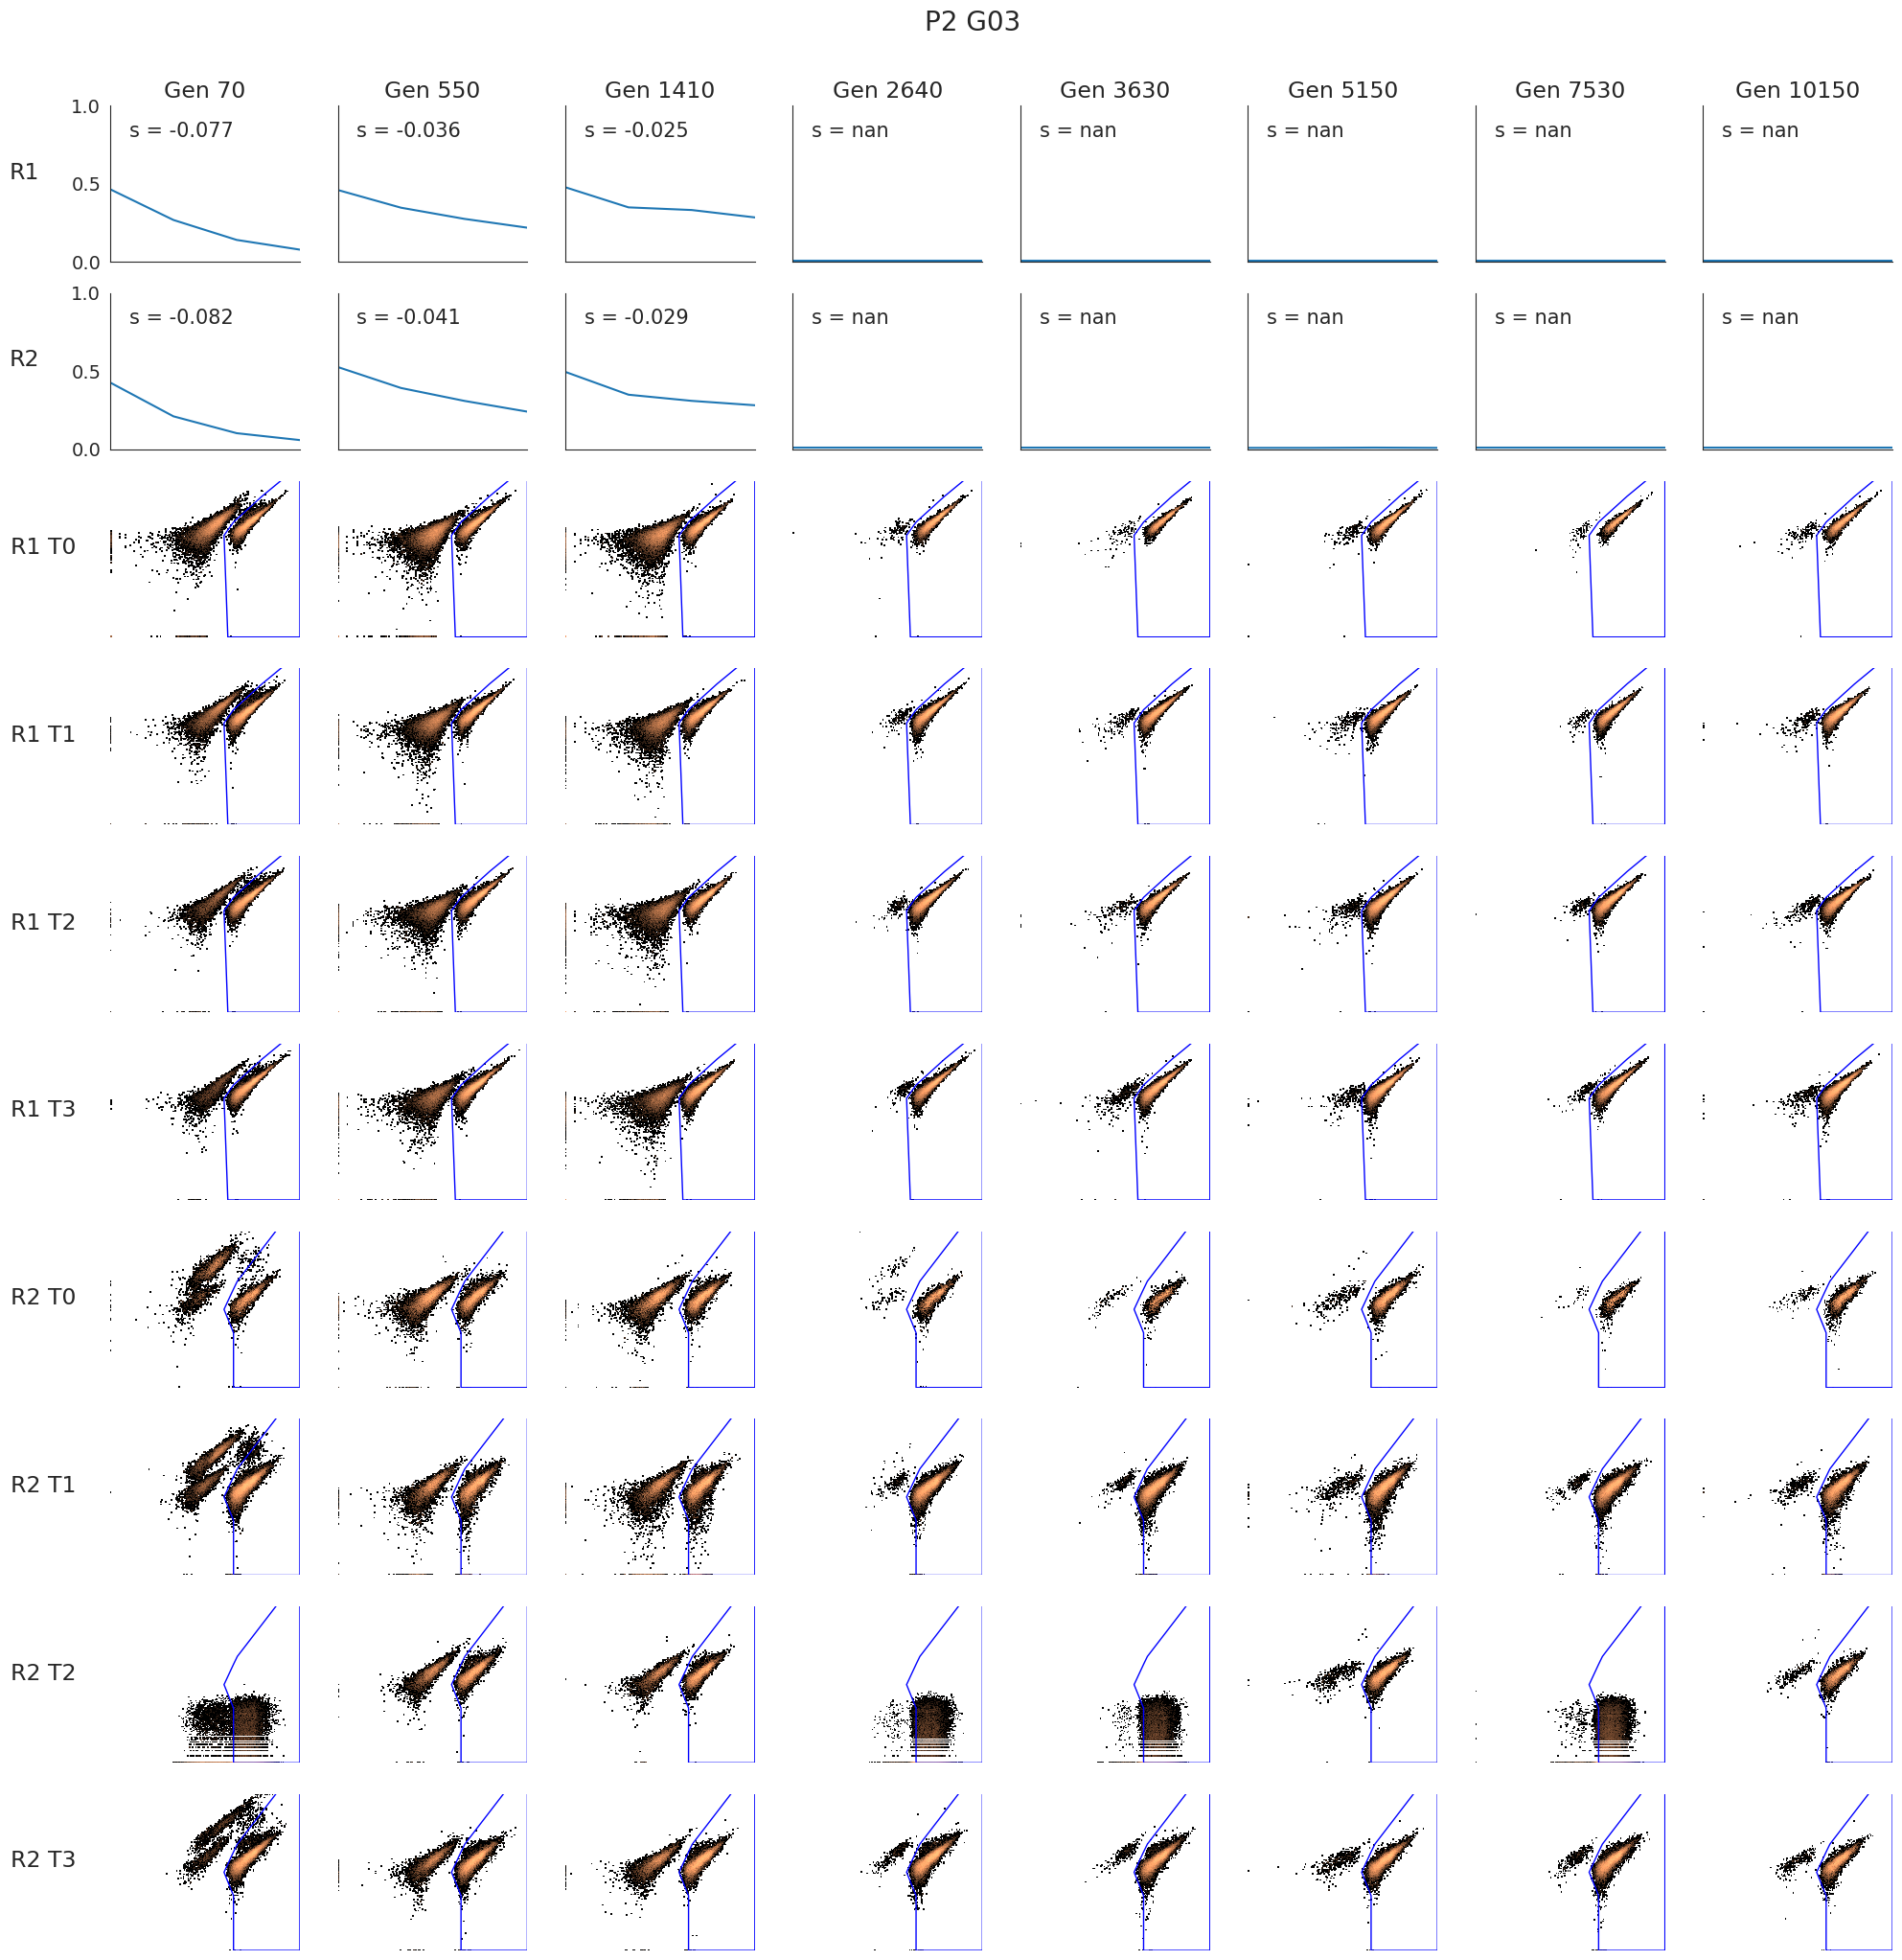 P2 G03
Gen 70 Gen 550 Gen 1410 Gen 2640 Gen 3630 Gen 5150 Gen 7530 Gen 10150
1.0
s = -0.077 s = -0.036 s = -0.025 s = nan s = nan s = nan s = nan s = nan
R1
0.5
0.0
1.0
s = -0.082 s = -0.041 s = -0.029 s = nan s = nan s = nan s = nan s = nan
R2
0.5
0.0
R1 T0
R1 T1
R1 T2
R1 T3
R2 T0
R2 T1
R2 T2
R2 T3